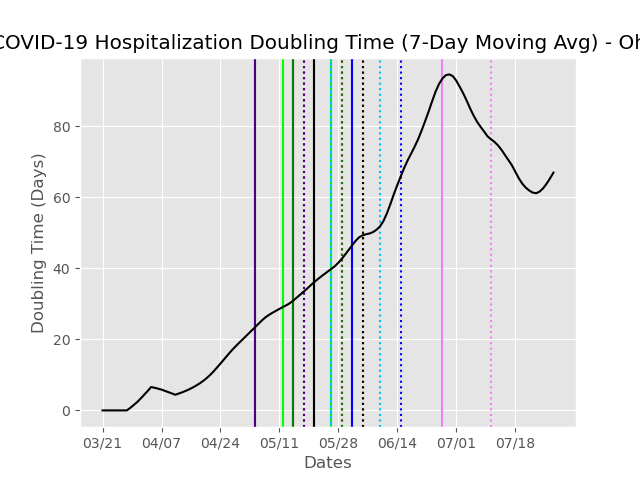 COVID-19 Hospitalization Doubling Time (7-Day Moving Avg) - Oh
Doubling Time (Days)
80
60
40
20
0
03/21 04/07 04/24 05/11 05/28 06/14 07/01 07/18
Dates